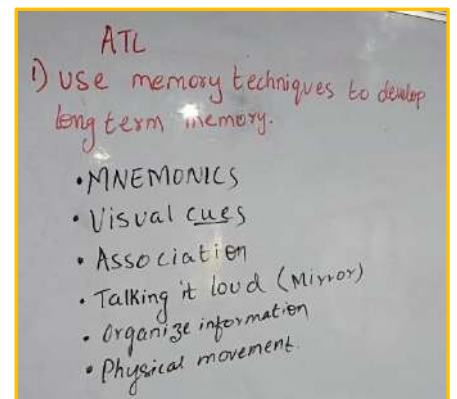 ATL
1) Use memory techniques to develop
long term memory.
• MNEMONICS
• Visual cues
• Association
• Talking it loud (Mirror)
• Organize information
• Physical movement.